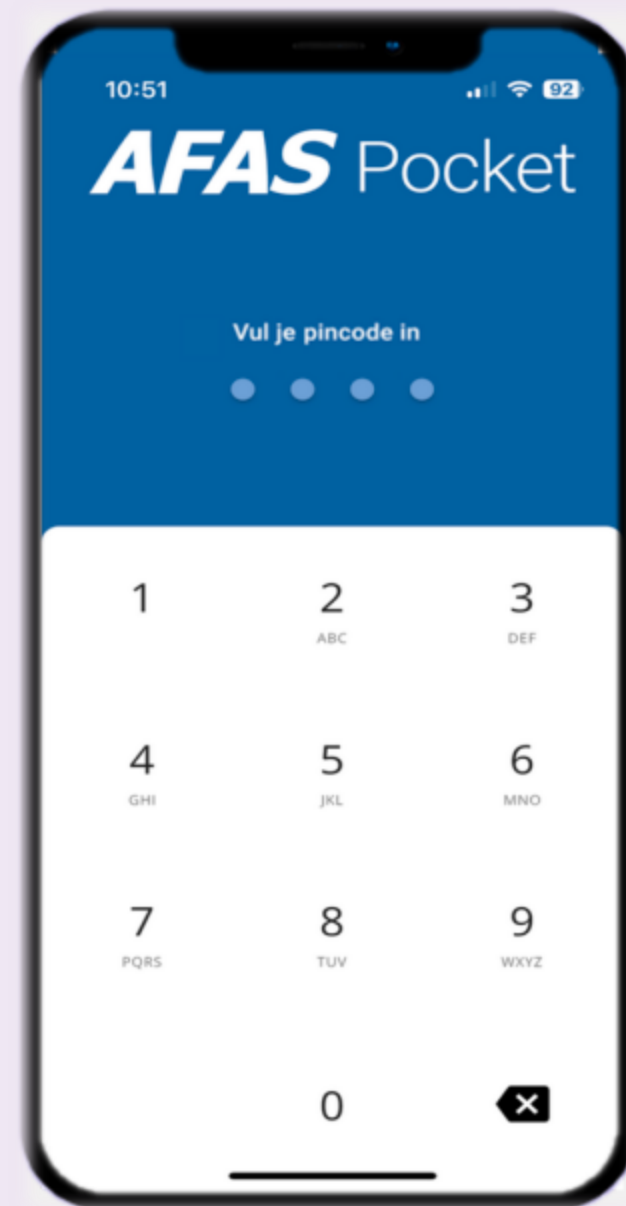 10:51
92
AFAS Pocket
Vul je pincode in
1 2 3
ABC DEF
4 5 6
GHI JKL MNO
7 8 9
PQRS TUV WXYZ
0